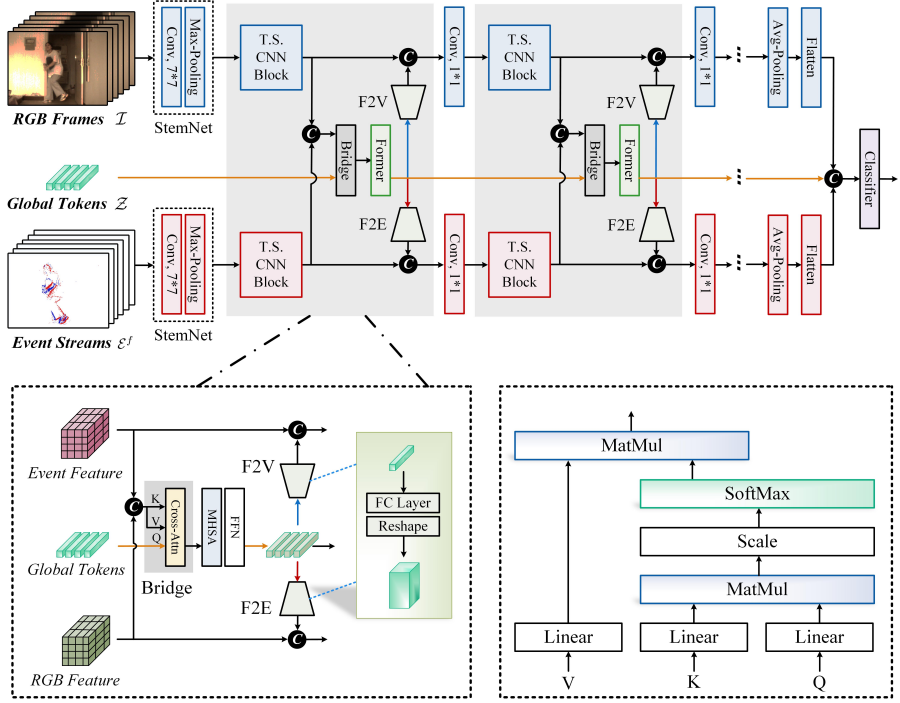 Conv, 7*7
Max-Pooling
StemNet
RGB Frames I
T.S.
CNN
Block
C
F2V
Conv, 1*1
C
Bridge
Former
T.S.
CNN
Block
C
F2V
Conv, 1*1
C
Bridge
Former
Avg-Pooling
Flatten
C
Classifier
Global Tokens Z
F2E
F2E
Conv, 7*7
Max-Pooling
StemNet
Event Streams ℰᶠ
T.S.
CNN
Block
C
Conv, 1*1
T.S.
CNN
Block
C
Conv, 1*1
Avg-Pooling
Flatten
Event Feature
C
F2V
C
K
V
Q
Cross-Attn
Bridge
MHSA
FFN
Global Tokens
F2E
C
RGB Feature
FC Layer
Reshape
MatMul
SoftMax
Scale
MatMul
Linear
Linear
Linear
V
K
Q